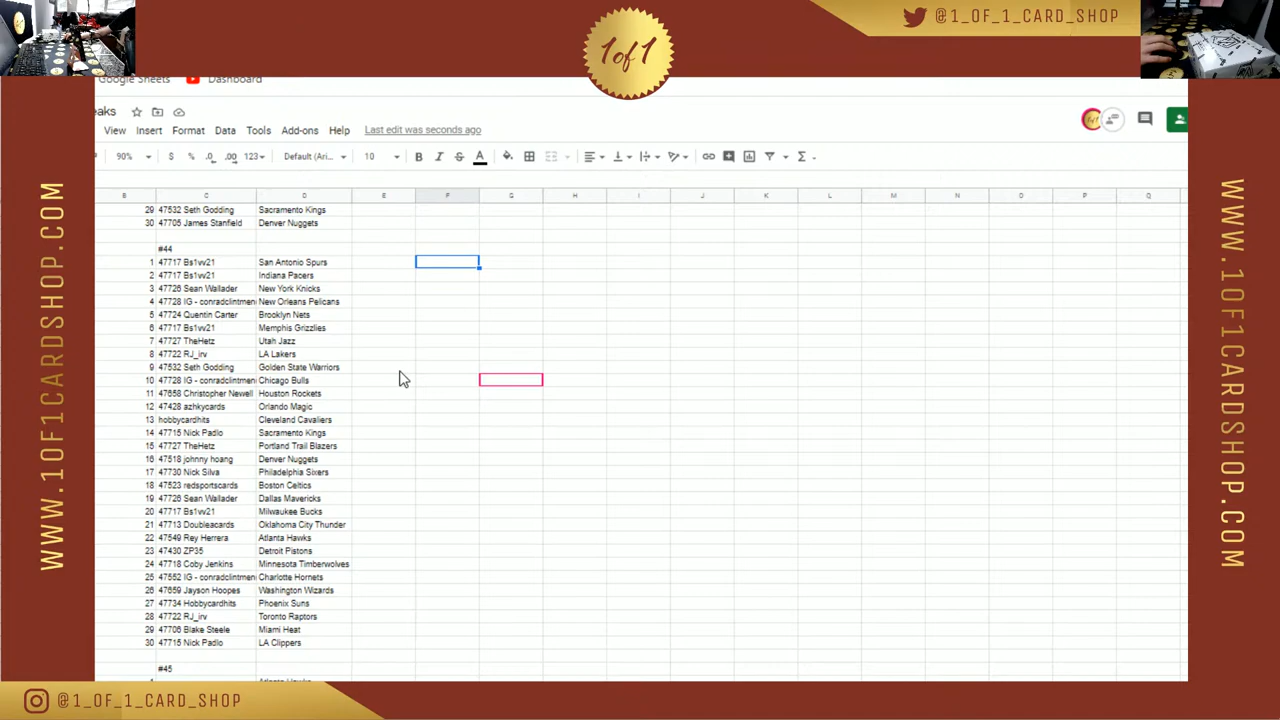 @1_OF_1_CARD_SHOP
1 of 1
Google Sheets Dashboard
eaks
View Insert Format Data Tools Add-ons Help Last edit was seconds ago
90% $ % .0 .00 123 Default (Ari... 10 B I S A
B C D E F G H I J K L M N O P Q
29 47532 Seth Godding Sacramento Kings
30 47705 James Stanfield Denver Nuggets
#44
1 47717 Bs1vv21 San Antonio Spurs
2 47717 Bs1vv21 Indiana Pacers
3 47726 Sean Wallader New York Knicks
4 47728 IG - conradclintmen New Orleans Pelicans
5 47724 Quentin Carter Brooklyn Nets
6 47717 Bs1vv21 Memphis Grizzlies
7 47727 TheHetz Utah Jazz
8 47722 RJ_irv LA Lakers
9 47532 Seth Godding Golden State Warriors
10 47728 IG - conradclintmen Chicago Bulls
11 47658 Christopher Newell Houston Rockets
12 47428 azhkycards Orlando Magic
13 hobbycardhits Cleveland Cavaliers
14 47715 Nick Padlo Sacramento Kings
15 47727 TheHetz Portland Trail Blazers
16 47518 johnny hoang Denver Nuggets
17 47730 Nick Silva Philadelphia Sixers
18 47523 redsportscards Boston Celtics
19 47726 Sean Wallader Dallas Mavericks
20 47717 Bs1vv21 Milwaukee Bucks
21 47713 Doubleacards Oklahoma City Thunder
22 47549 Rey Herrera Atlanta Hawks
23 47430 ZP35 Detroit Pistons
24 47718 Coby Jenkins Minnesota Timberwolves
25 47552 IG - conradclintmen Charlotte Hornets
26 47659 Jayson Hoopes Washington Wizards
27 47734 Hobbycardhits Phoenix Suns
28 47722 RJ_irv Toronto Raptors
29 47706 Blake Steele Miami Heat
30 47715 Nick Padlo LA Clippers
#45
WWW.1OF1CARDSHOP.COM
WWW.1OF1CARDSHOP.COM
@1_OF_1_CARD_SHOP